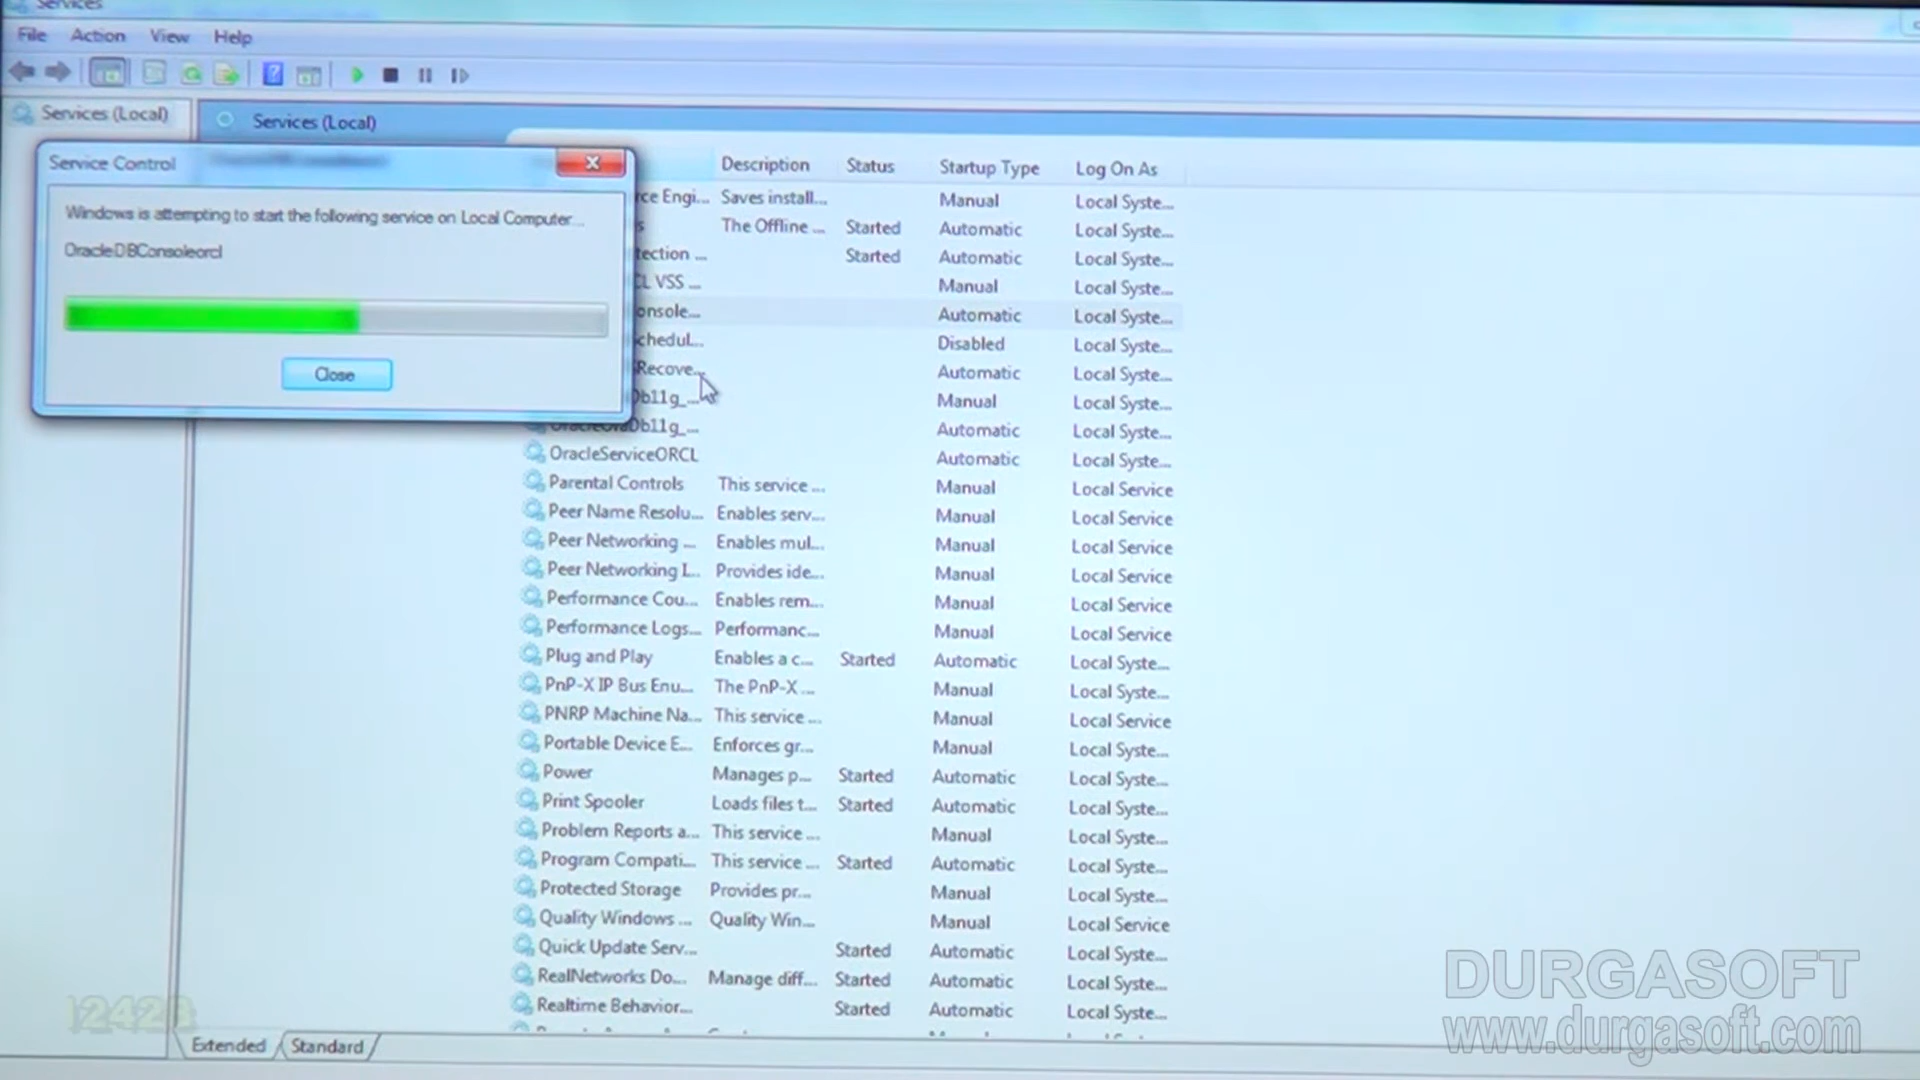 Services
File Action View Help
Services (Local)
Services (Local)
Service Control
Windows is attempting to start the following service on Local Computer...
OracleDBConsoleorcl
Close
Description Status Startup Type Log On As
rce Engi... Saves install... Manual Local Syste...
s The Offline ... Started Automatic Local Syste...
tection ... Started Automatic Local Syste...
CL VSS ... Manual Local Syste...
onsole... Automatic Local Syste...
chedul... Disabled Local Syste...
Recove... Automatic Local Syste...
Db11g_... Manual Local Syste...
OracleOraDb11g_... Automatic Local Syste...
OracleServiceORCL Automatic Local Syste...
Parental Controls This service ... Manual Local Service
Peer Name Resolu... Enables serv... Manual Local Service
Peer Networking ... Enables mul... Manual Local Service
Peer Networking I... Provides ide... Manual Local Service
Performance Cou... Enables rem... Manual Local Service
Performance Logs... Performanc... Manual Local Service
Plug and Play Enables a c... Started Automatic Local Syste...
PnP-X IP Bus Enu... The PnP-X ... Manual Local Syste...
PNRP Machine Na... This service ... Manual Local Service
Portable Device E... Enforces gr... Manual Local Syste...
Power Manages p... Started Automatic Local Syste...
Print Spooler Loads files t... Started Automatic Local Syste...
Problem Reports a... This service ... Manual Local Syste...
Program Compati... This service ... Started Automatic Local Syste...
Protected Storage Provides pr... Manual Local Syste...
Quality Windows ... Quality Win... Manual Local Service
Quick Update Serv... Started Automatic Local Syste...
RealNetworks Do... Manage diff... Started Automatic Local Syste...
Realtime Behavior... Started Automatic Local Syste...
Extended Standard
DURGASOFT
www.durgasoft.com